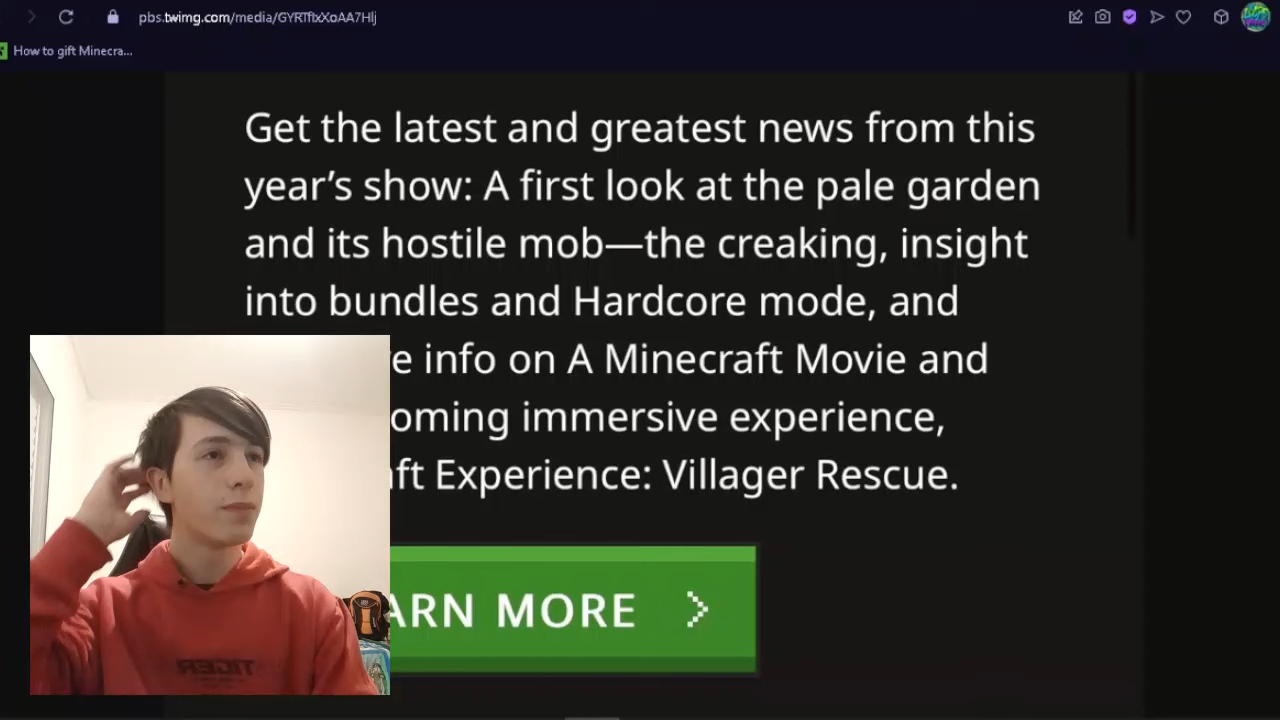 pbs.twimg.com/media/GYRTflxXoAA7Hlj
How to gift Minecra...
Get the latest and greatest news from this
year's show: A first look at the pale garden
and its hostile mob—the creaking, insight
into bundles and Hardcore mode, and
e info on A Minecraft Movie and
oming immersive experience,
ft Experience: Villager Rescue.
ARN MORE
TIGER